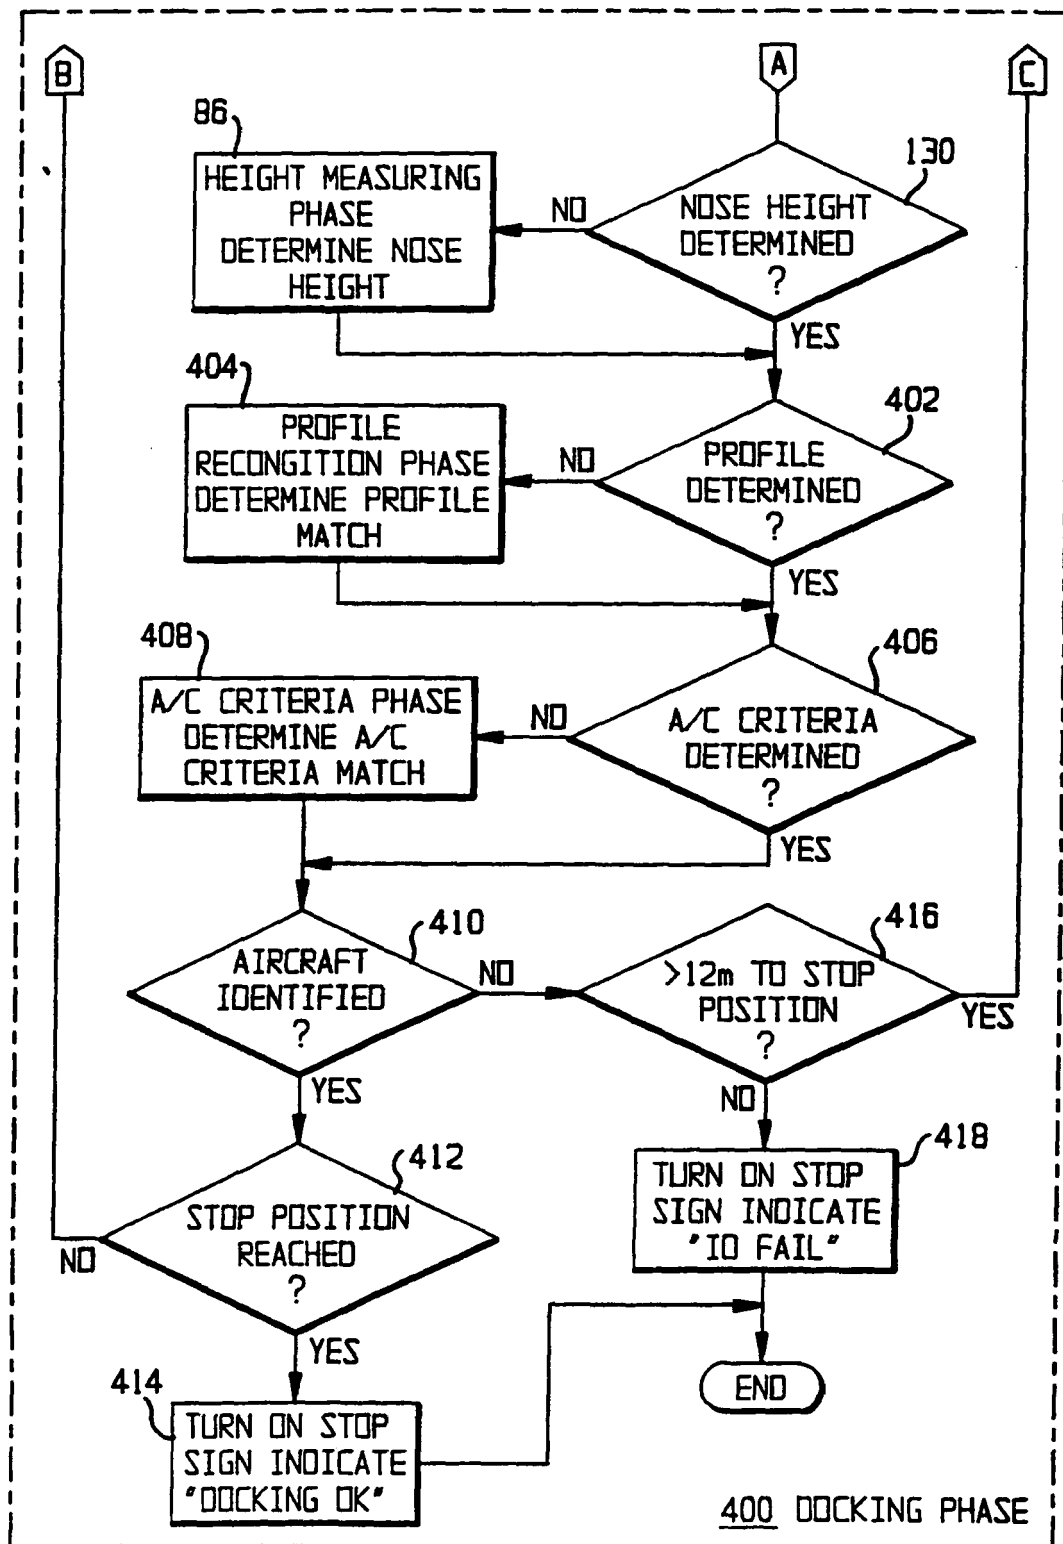 B
A
C
86
HEIGHT MEASURING
PHASE
DETERMINE NOSE
HEIGHT
NO
130
NOSE HEIGHT
DETERMINED
?
YES
404
PROFILE
RECONGITION PHASE
DETERMINE PROFILE
MATCH
NO
402
PROFILE
DETERMINED
?
YES
408
A/C CRITERIA PHASE
DETERMINE A/C
CRITERIA MATCH
NO
406
A/C CRITERIA
DETERMINED
?
YES
410
AIRCRAFT
IDENTIFIED
?
NO
YES
416
>12m TO STOP
POSITION
?
YES
NO
412
STOP POSITION
REACHED
?
NO
YES
418
TURN ON STOP
SIGN INDICATE
"ID FAIL"
END
414
TURN ON STOP
SIGN INDICATE
"DOCKING OK"
400 DOCKING PHASE